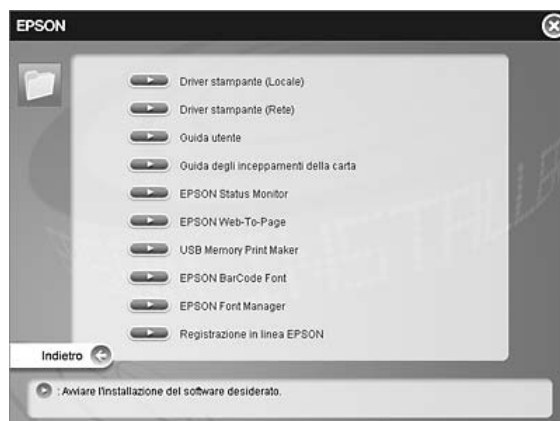 EPSON
Driver stampante (Locale)
Driver stampante (Rete)
Guida utente
Guida degli inceppamenti della carta
EPSON Status Monitor
EPSON Web-To-Page
USB Memory Print Maker
EPSON BarCode Font
EPSON Font Manager
Registrazione in linea EPSON
Indietro
: Avviare l'installazione del software desiderato.